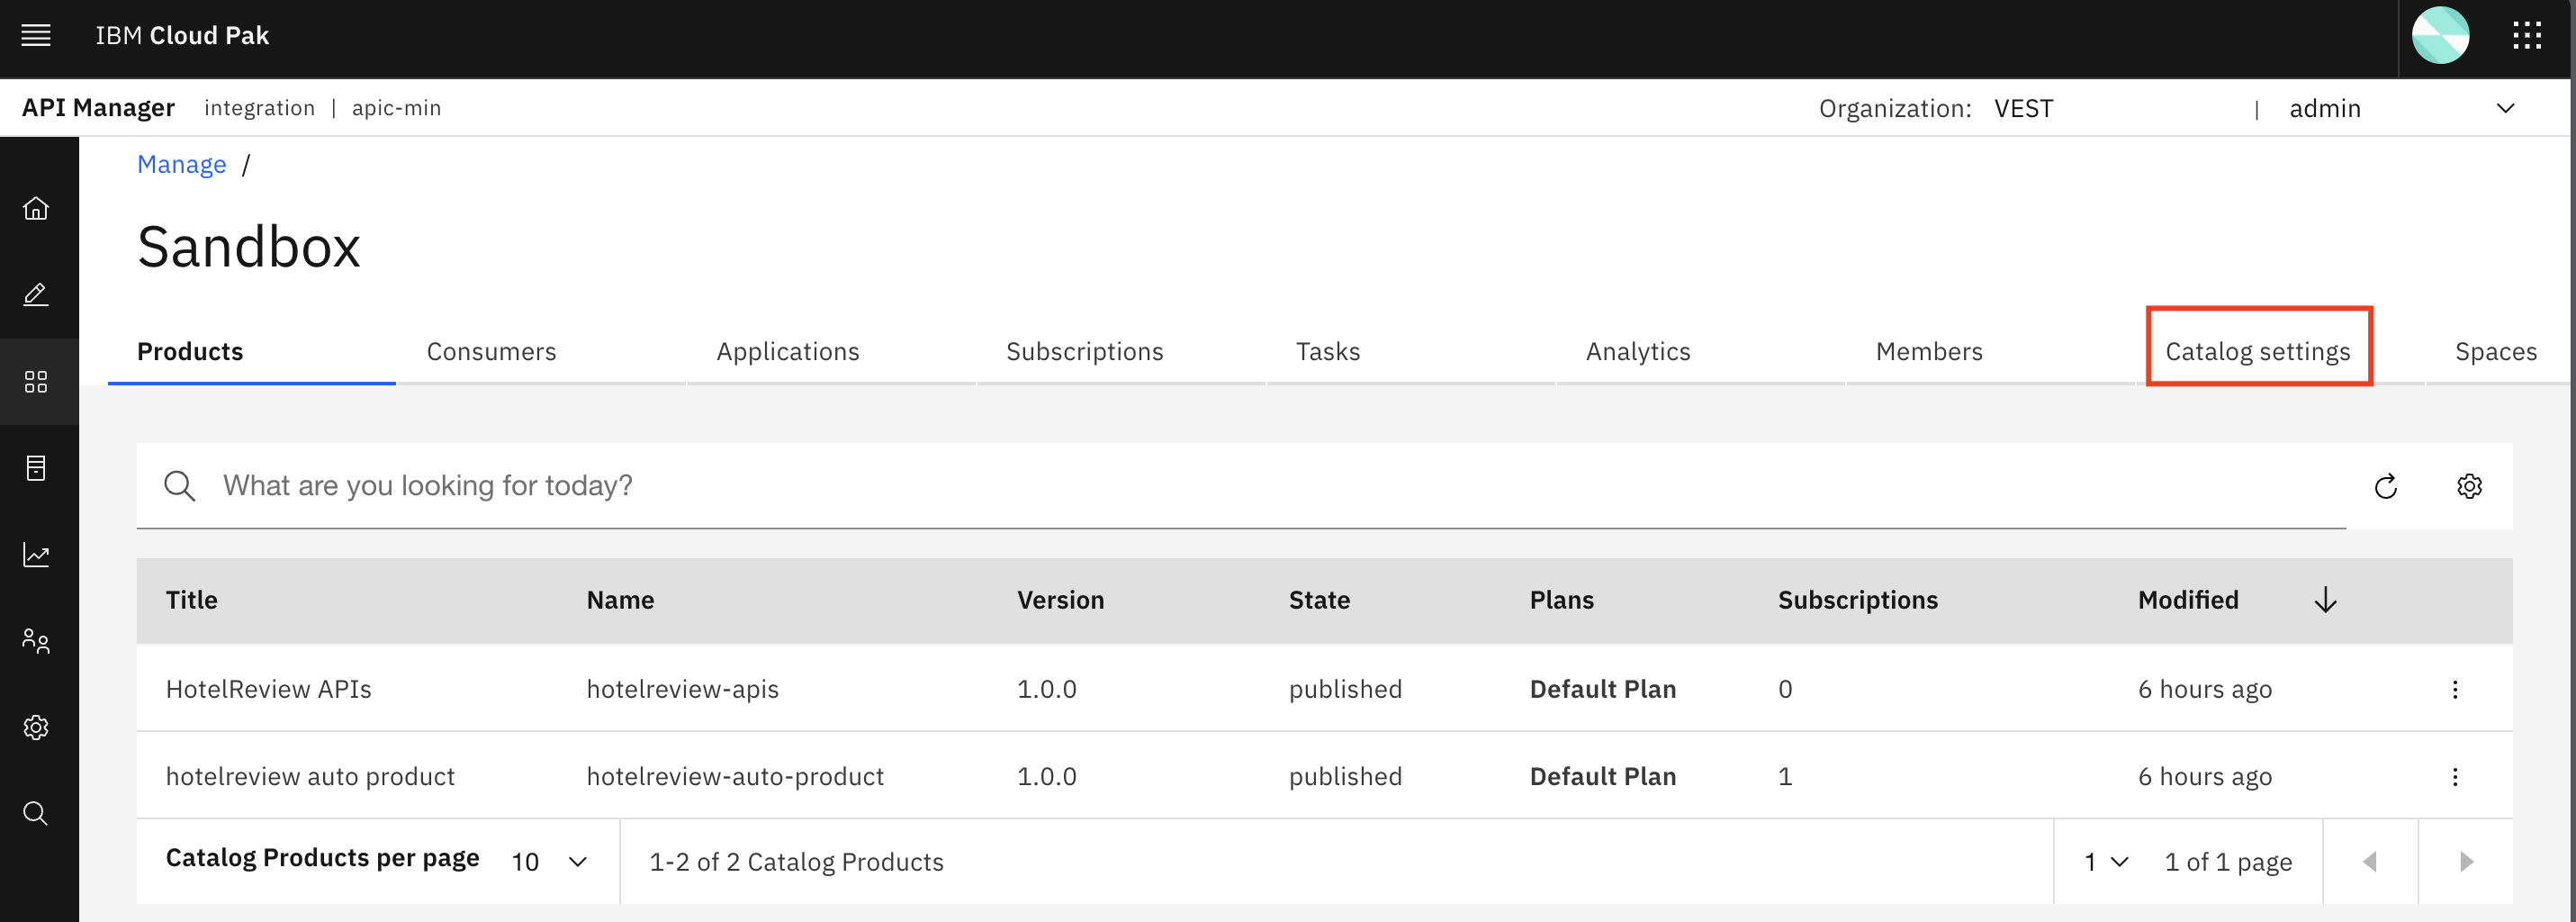 IBM Cloud Pak
API Manager integration | apic-min Organization: VEST | admin
Manage /
Sandbox
Products Consumers Applications Subscriptions Tasks Analytics Members Catalog settings Spaces
What are you looking for today?
Title Name Version State Plans Subscriptions Modified
HotelReview APIs hotelreview-apis 1.0.0 published Default Plan 0 6 hours ago
hotelreview auto product hotelreview-auto-product 1.0.0 published Default Plan 1 6 hours ago
Catalog Products per page 10 1-2 of 2 Catalog Products 1 1 of 1 page